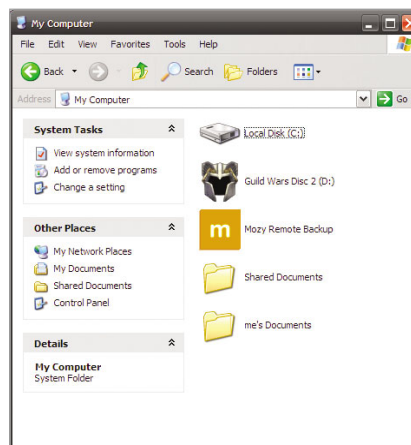 My Computer
File Edit View Favorites Tools Help
Back Search Folders
Address My Computer Go
System Tasks
View system information
Add or remove programs
Change a setting
Other Places
My Network Places
My Documents
Shared Documents
Control Panel
Details
My Computer
System Folder
Local Disk (C:)
Guild Wars Disc 2 (D:)
m
Mozy Remote Backup
Shared Documents
me's Documents